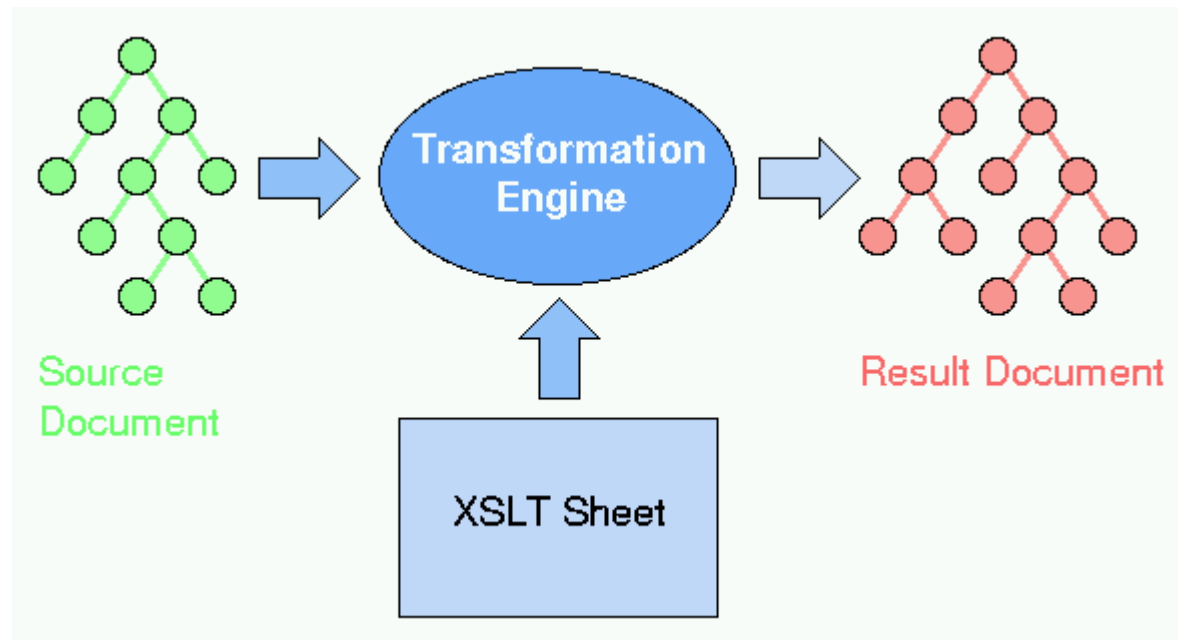 Transformation
Engine
Source
Document
Result Document
XSLT Sheet